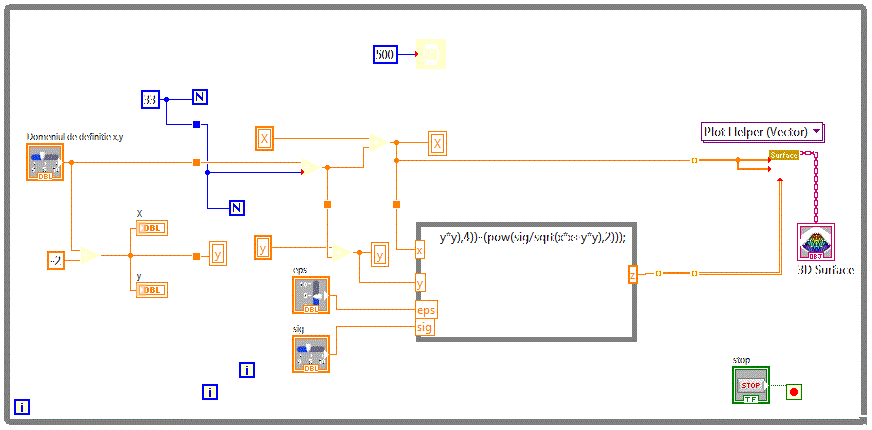 500
33
N
Domeniul de definitie x,y
DBL
X
X
N
Plot Helper (Vector)
Surface
X
DBL
y
-2
y
DBL
y
y
y*y),4))-(pow(sig/sqrt(x*x+y*y),2)));
x
y
z
eps
DBL
eps
sig
sig
DBL
OBJ
3D Surface
stop
STOP
TF
i
i
i